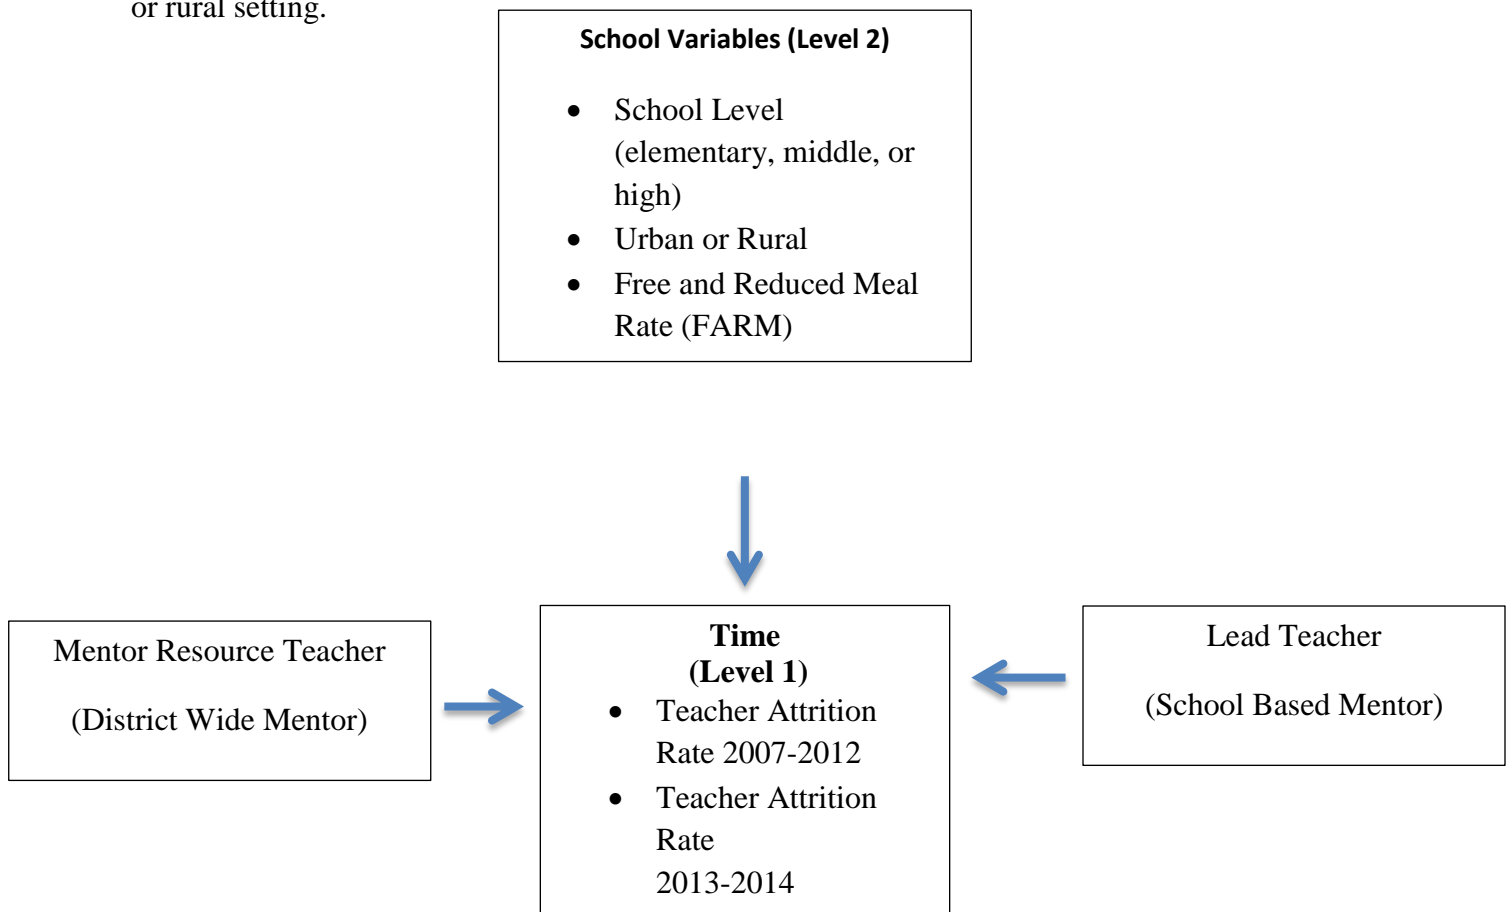 or rural setting.
School Variables (Level 2)
• School Level
(elementary, middle, or
high)
• Urban or Rural
• Free and Reduced Meal
Rate (FARM)
Mentor Resource Teacher
(District Wide Mentor)
Time
(Level 1)
• Teacher Attrition
Rate 2007-2012
• Teacher Attrition
Rate
2013-2014
Lead Teacher
(School Based Mentor)